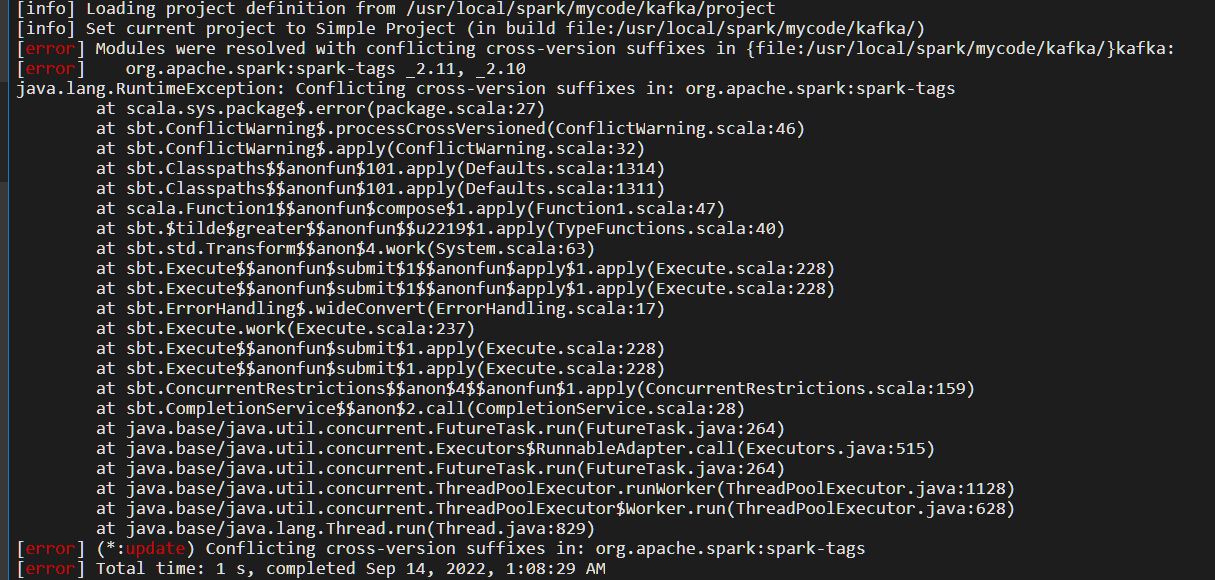 [info] Loading project definition from /usr/local/spark/mycode/kafka/project
[info] Set current project to Simple Project (in build file:/usr/local/spark/mycode/kafka/)
[error] Modules were resolved with conflicting cross-version suffixes in {file:/usr/local/spark/mycode/kafka/}kafka:
[error]    org.apache.spark:spark-tags _2.11, _2.10
java.lang.RuntimeException: Conflicting cross-version suffixes in: org.apache.spark:spark-tags
        at scala.sys.package$.error(package.scala:27)
        at sbt.ConflictWarning$.processCrossVersioned(ConflictWarning.scala:46)
        at sbt.ConflictWarning$.apply(ConflictWarning.scala:32)
        at sbt.Classpaths$$anonfun$101.apply(Defaults.scala:1314)
        at sbt.Classpaths$$anonfun$101.apply(Defaults.scala:1311)
        at scala.Function1$$anonfun$compose$1.apply(Function1.scala:47)
        at sbt.$tilde$greater$$anonfun$$u2219$1.apply(TypeFunctions.scala:40)
        at sbt.std.Transform$$anon$4.work(System.scala:63)
        at sbt.Execute$$anonfun$submit$1$$anonfun$apply$1.apply(Execute.scala:228)
        at sbt.Execute$$anonfun$submit$1$$anonfun$apply$1.apply(Execute.scala:228)
        at sbt.ErrorHandling$.wideConvert(ErrorHandling.scala:17)
        at sbt.Execute.work(Execute.scala:237)
        at sbt.Execute$$anonfun$submit$1.apply(Execute.scala:228)
        at sbt.Execute$$anonfun$submit$1.apply(Execute.scala:228)
        at sbt.ConcurrentRestrictions$$anon$4$$anonfun$1.apply(ConcurrentRestrictions.scala:159)
        at sbt.CompletionService$$anon$2.call(CompletionService.scala:28)
        at java.base/java.util.concurrent.FutureTask.run(FutureTask.java:264)
        at java.base/java.util.concurrent.Executors$RunnableAdapter.call(Executors.java:515)
        at java.base/java.util.concurrent.FutureTask.run(FutureTask.java:264)
        at java.base/java.util.concurrent.ThreadPoolExecutor.runWorker(ThreadPoolExecutor.java:1128)
        at java.base/java.util.concurrent.ThreadPoolExecutor$Worker.run(ThreadPoolExecutor.java:628)
        at java.base/java.lang.Thread.run(Thread.java:829)
[error] (*:update) Conflicting cross-version suffixes in: org.apache.spark:spark-tags
[error] Total time: 1 s, completed Sep 14, 2022, 1:08:29 AM